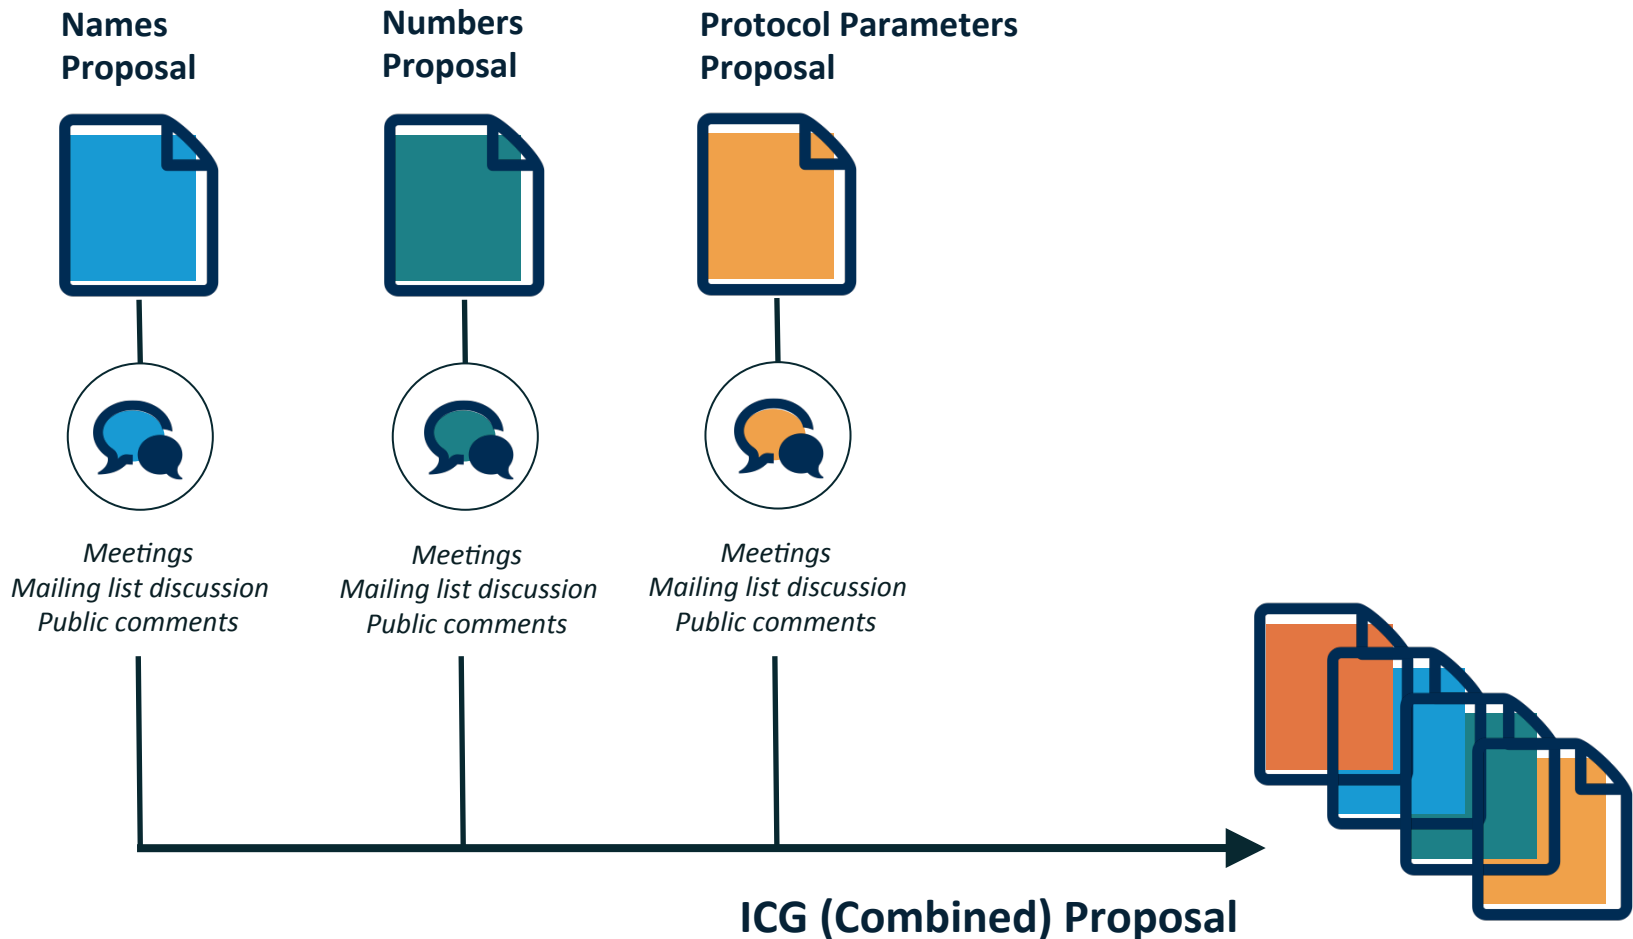 Names
Proposal
Numbers
Proposal
Protocol Parameters
Proposal
Meetings
Mailing list discussion
Public comments
Meetings
Mailing list discussion
Public comments
Meetings
Mailing list discussion
Public comments
ICG (Combined) Proposal